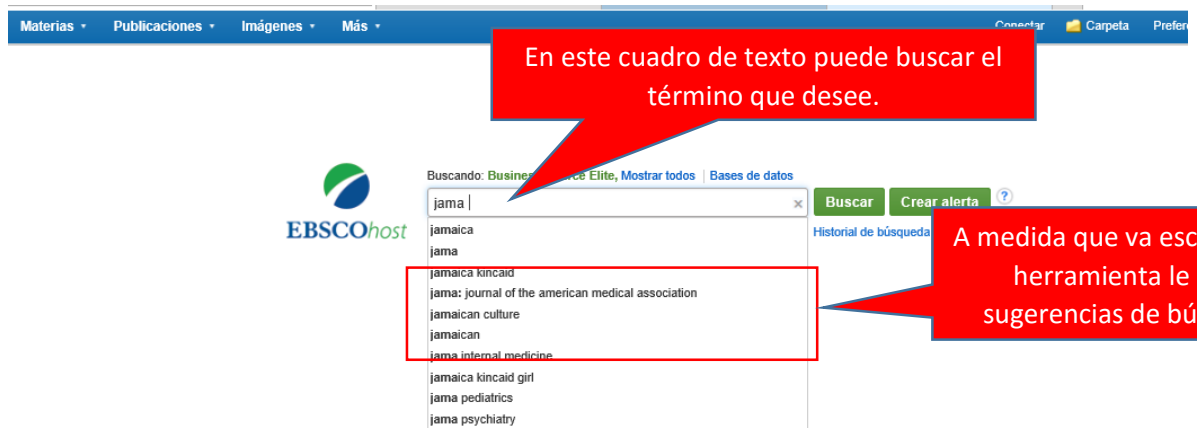 Materias Publicaciones Imágenes Más Conectar Carpeta
En este cuadro de texto puede buscar el
término que desee.
Buscando: Elite, Mostrar todos | Bases de datos
jama
Buscar Crear alerta ?
EBSCOhost
Historial de búsqueda
jamaica
jama
jamaica kincaid
jama: journal of the american medical association
jamaican culture
jamaican
jama internal medicine
jamaica kincaid girl
jama pediatrics
jama psychiatry
A medida que va
herramienta le
sugerencias de